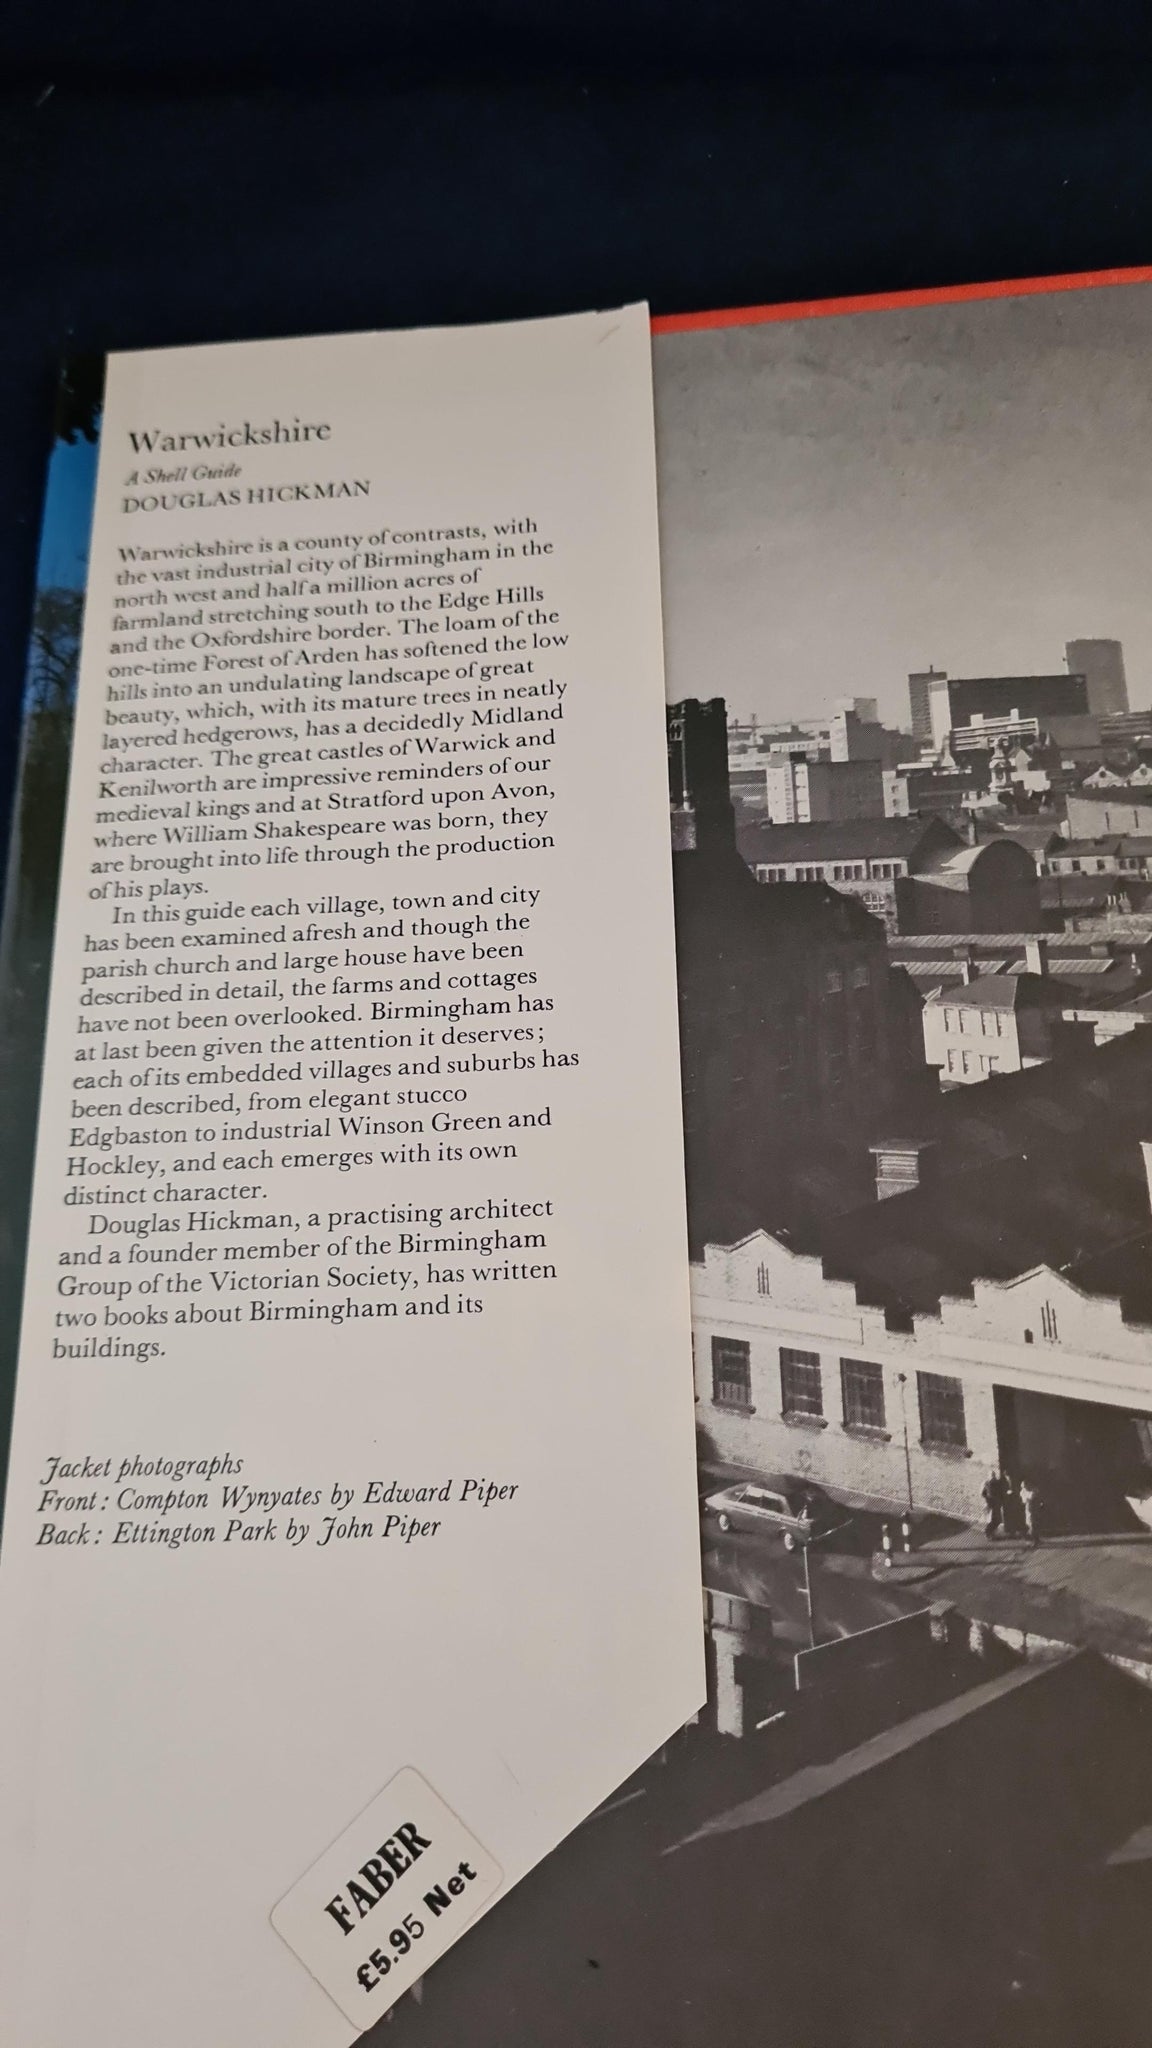 Warwickshire
A Shell Guide
DOUGLAS HICKMAN
Warwickshire is a county of contrasts, with
the vast industrial city of Birmingham in the
north west and half a million acres of
farmland stretching south to the Edge Hills
and the Oxfordshire border. The loam of the
one-time Forest of Arden has softened the low
hills into an undulating landscape of great
beauty, which, with its mature trees in neatly
layered hedgerows, has a decidedly Midland
character. The great castles of Warwick and
Kenilworth are impressive reminders of our
medieval kings and at Stratford upon Avon,
where William Shakespeare was born, they
are brought into life through the production
of his plays.
In this guide each village, town and city
has been examined afresh and though the
parish church and large house have been
described in detail, the farms and cottages
have not been overlooked. Birmingham has
at last been given the attention it deserves;
each of its embedded villages and suburbs has
been described, from elegant stucco
Edgbaston to industrial Winson Green and
Hockley, and each emerges with its own
distinct character.
Douglas Hickman, a practising architect
and a founder member of the Birmingham
Group of the Victorian Society, has written
two books about Birmingham and its
buildings.
Jacket photographs
Front: Compton Wynyates by Edward Piper
Back: Ettington Park by John Piper
FABER
£5.95 Net